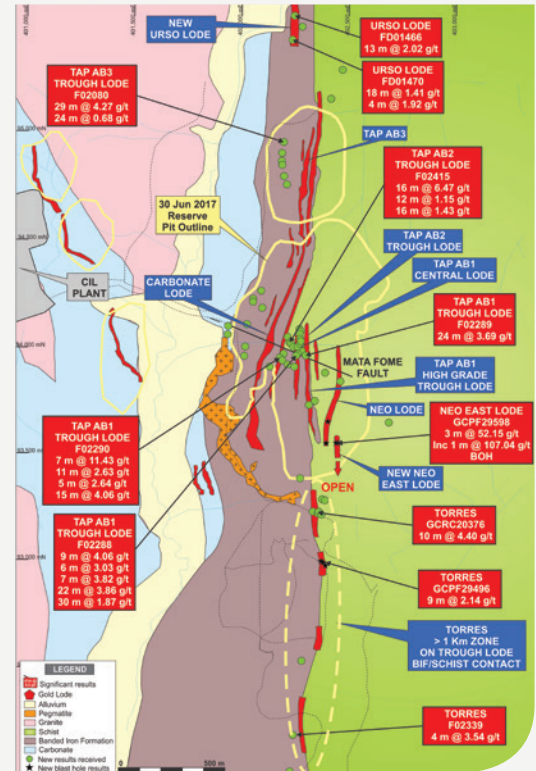 401,000 mE
401,500 mE
NEW
URSO LODE
URSO LODE
FD01466
13 m @ 2.02 g/t
URSO LODE
FD01470
18 m @ 1.41 g/t
4 m @ 1.92 g/t
TAP AB3
TROUGH LODE
F02080
29 m @ 4.27 g/t
24 m @ 0.68 g/t
TAP AB3
TAP AB2
TROUGH LODE
F02415
16 m @ 6.47 g/t
12 m @ 1.15 g/t
16 m @ 1.43 g/t
30 Jun 2017
Reserve
Pit Outline
TAP AB2
TROUGH LODE
CIL
PLANT
CARBONATE
LODE
TAP AB1
CENTRAL LODE
TAP AB1
TROUGH LODE
F02289
24 m @ 3.69 g/t
MATA FOME
FAULT
TAP AB1
HIGH GRADE
TROUGH LODE
NEO LODE
TAP AB1
TROUGH LODE
F02290
7 m @ 11.43 g/t
11 m @ 2.63 g/t
5 m @ 2.64 g/t
15 m @ 4.06 g/t
NEO EAST LODE
GCPF29598
3 m @ 52.15 g/t
Inc 1 m @ 107.04 g/t
BOH
NEW NEO
EAST LODE
OPEN
TAP AB1
TROUGH LODE
F02288
9 m @ 4.06 g/t
6 m @ 3.03 g/t
7 m @ 3.82 g/t
22 m @ 3.86 g/t
30 m @ 1.87 g/t
TORRES
GCRC20376
10 m @ 4.40 g/t
TORRES
GCPF29496
9 m @ 2.14 g/t
TORRES
> 1 Km ZONE
ON TROUGH LODE
BIF/SCHIST CONTACT
TORRES
F02339
4 m @ 3.54 g/t
LEGEND
Significant results
Gold Lode
Alluvium
Pegmatite
Granite
Schist
Banded Iron Formation
Carbonate
New results received
New blast hole results
0
500 m